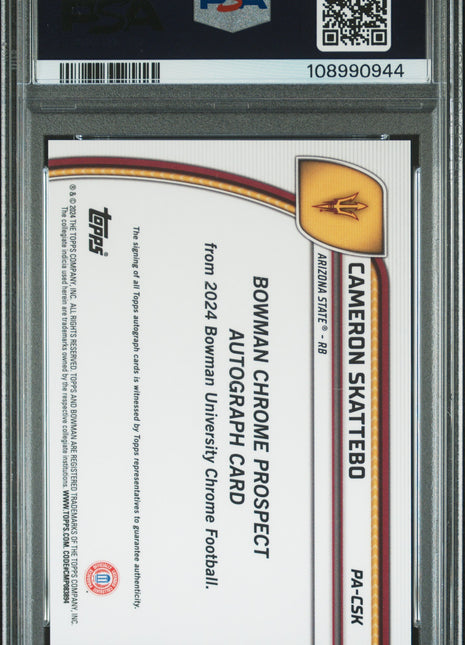 PSA
PSA
108990944
CAMERON SKATTEBO
PA-CSK
ARIZONA STATE® - RB
BOWMAN CHROME PROSPECT
AUTOGRAPH CARD
from 2024 Bowman University Chrome Football.
The signing of all Topps autograph cards is witnessed by Topps representatives to guarantee authenticity.
topps®
® & © 2024 THE TOPPS COMPANY, INC. ALL RIGHTS RESERVED. TOPPS AND BOWMAN ARE REGISTERED TRADEMARKS OF THE TOPPS COMPANY, INC.
The collegiate indicia used herein are trademarks owned by the respective collegiate institutions. WWW.TOPPS.COM. CODE#CMP083894